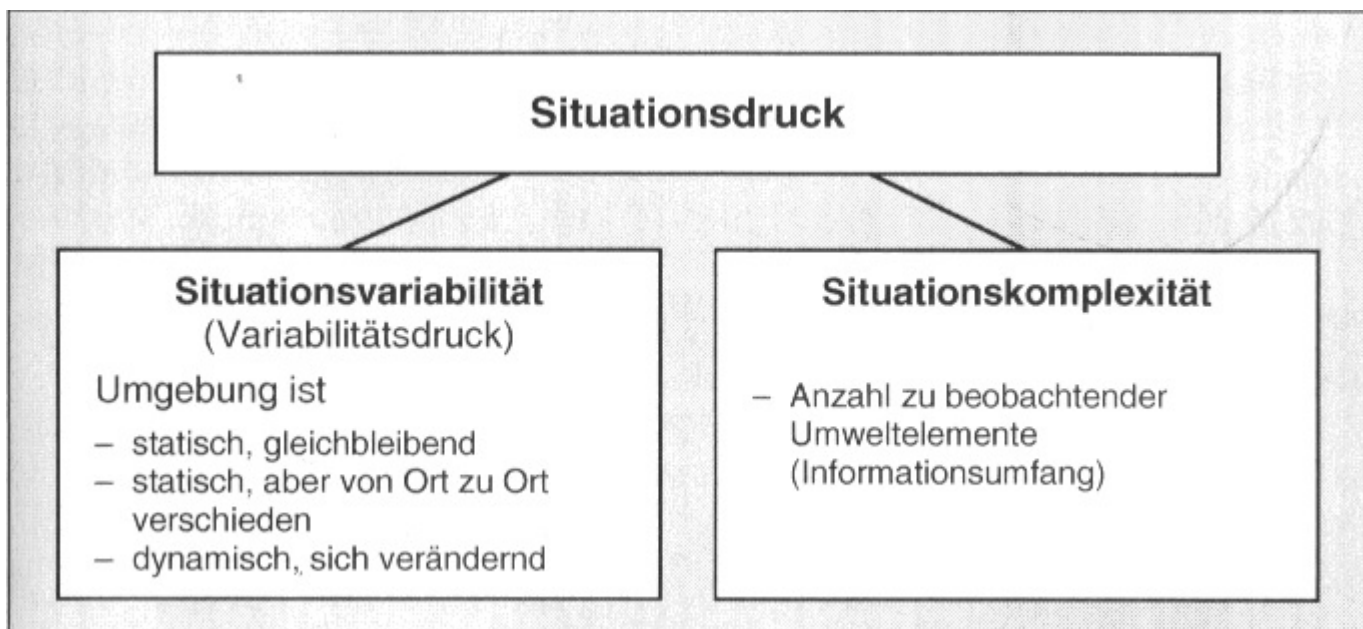 Situationsdruck
Situationsvariabilität
(Variabilitätsdruck)
Umgebung ist
– statisch, gleichbleibend
– statisch, aber von Ort zu Ort
verschieden
– dynamisch, sich verändernd
Situationskomplexität
– Anzahl zu beobachtender
Umweltelemente
(Informationsumfang)